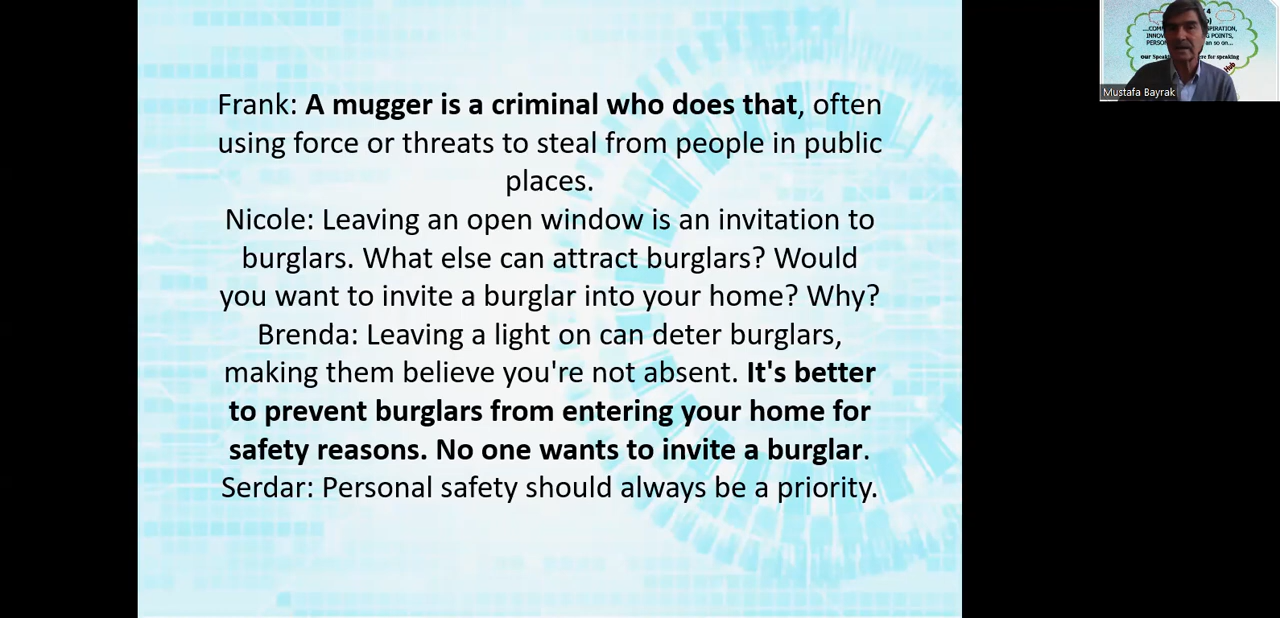 Frank: A mugger is a criminal who does that, often
using force or threats to steal from people in public
places.
Nicole: Leaving an open window is an invitation to
burglars. What else can attract burglars? Would
you want to invite a burglar into your home? Why?
Brenda: Leaving a light on can deter burglars,
making them believe you're not absent. It's better
to prevent burglars from entering your home for
safety reasons. No one wants to invite a burglar.
Serdar: Personal safety should always be a priority.
Mustafa Bayrak